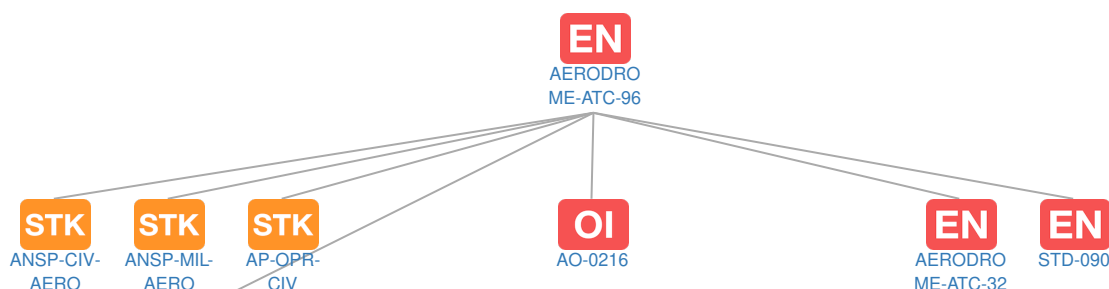 EN
AERODRO
ME-ATC-96
STK
ANSP-CIV-
AERO
STK
ANSP-MIL-
AERO
STK
AP-OPR-
CIV
OI
AO-0216
EN
AERODRO
ME-ATC-32
EN
STD-090